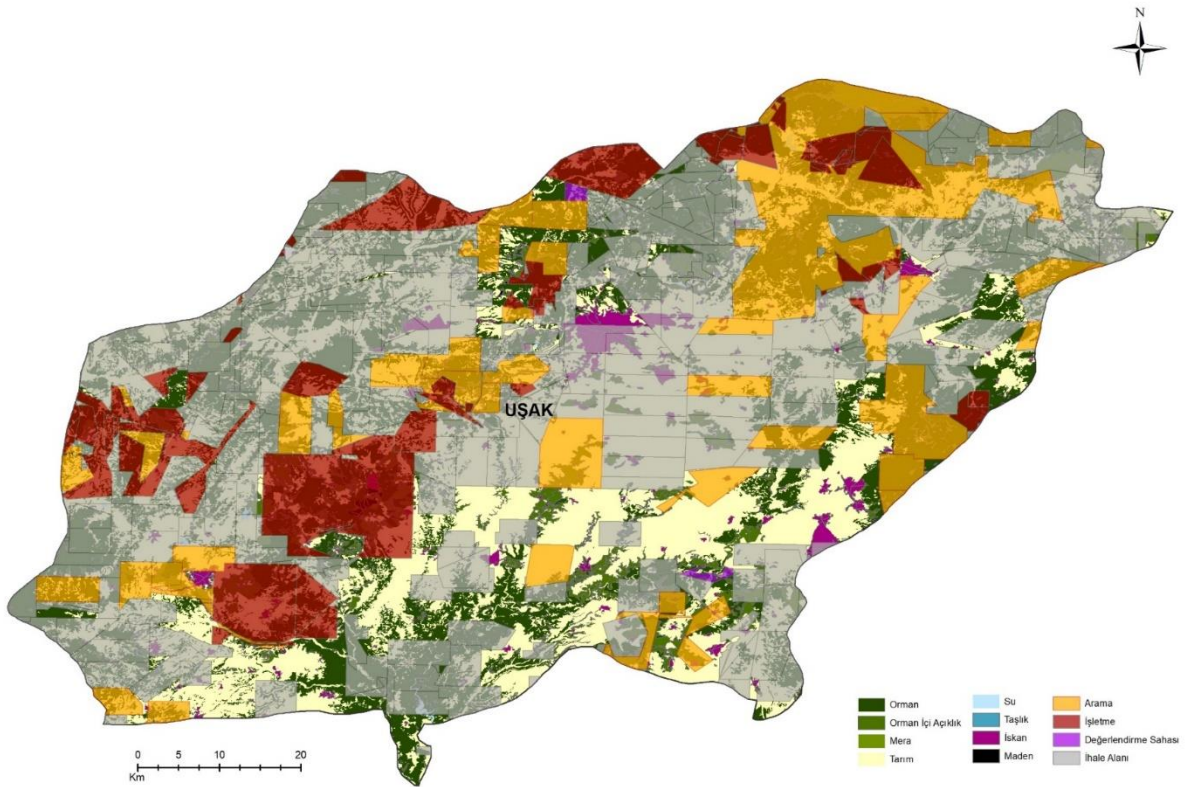 N
UŞAK
Orman
Orman İçi Açıklık
Mera
Tarım
Su
Taşlık
İskan
Maden
Arama
İşletme
Değerlendirme Sahası
İhale Alanı
0 5 10 20
Km